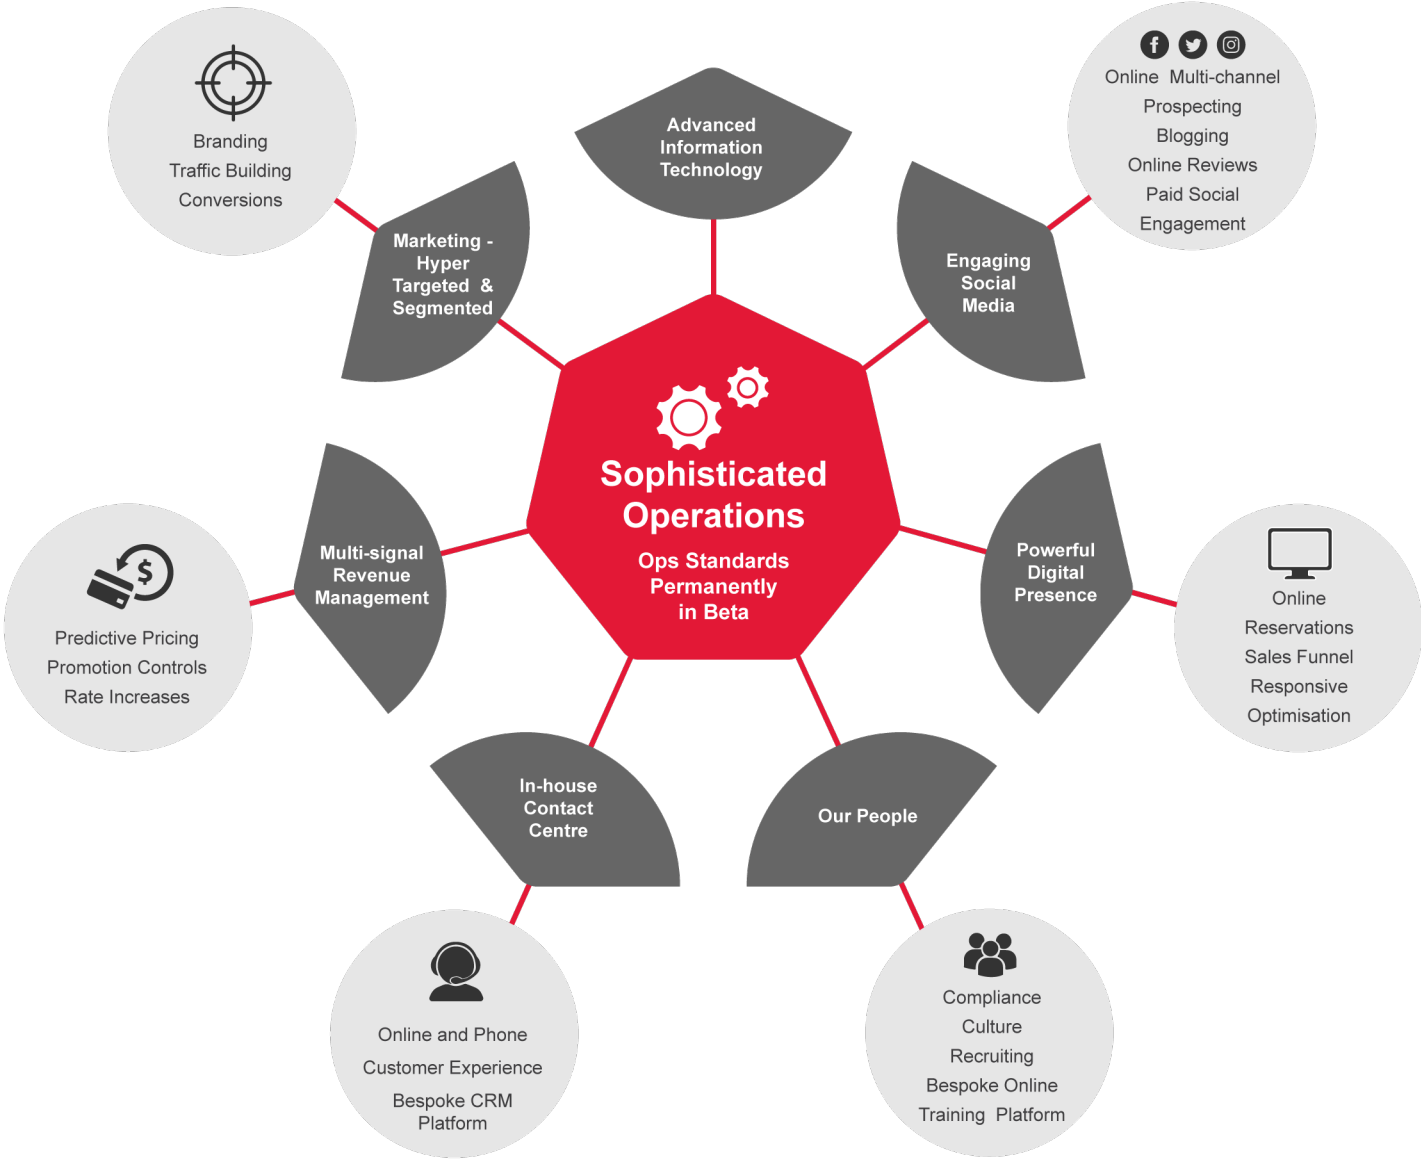 Advanced
Information
Technology
Engaging
Social
Media
Online Multi-channel
Prospecting
Blogging
Online Reviews
Paid Social
Engagement
Powerful
Digital
Presence
Online
Reservations
Sales Funnel
Responsive
Optimisation
Our People
Compliance
Culture
Recruiting
Bespoke Online
Training Platform
In-house
Contact
Centre
Online and Phone
Customer Experience
Bespoke CRM
Platform
Multi-signal
Revenue
Management
$
Predictive Pricing
Promotion Controls
Rate Increases
Marketing -
Hyper
Targeted &
Segmented
Branding
Traffic Building
Conversions
Sophisticated
Operations
Ops Standards
Permanently
in Beta